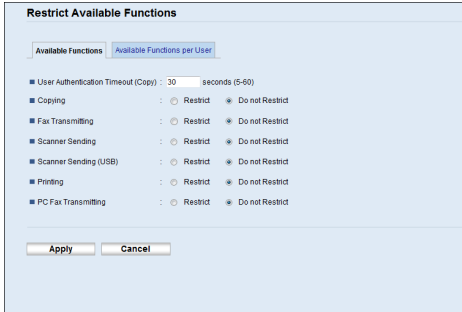 Restrict Available Functions
Available Functions Available Functions per User
User Authentication Timeout (Copy) : 30 seconds (5-60)
Copying : Restrict Do not Restrict
Fax Transmitting : Restrict Do not Restrict
Scanner Sending : Restrict Do not Restrict
Scanner Sending (USB) : Restrict Do not Restrict
Printing : Restrict Do not Restrict
PC Fax Transmitting : Restrict Do not Restrict
Apply Cancel